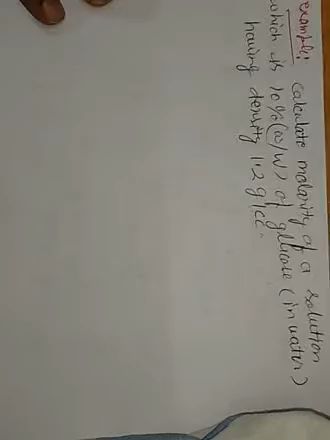 example: Calculate molarity of a solution
which is 10% (w/w) of glucose (in water)
having density 1.2 g/cc.